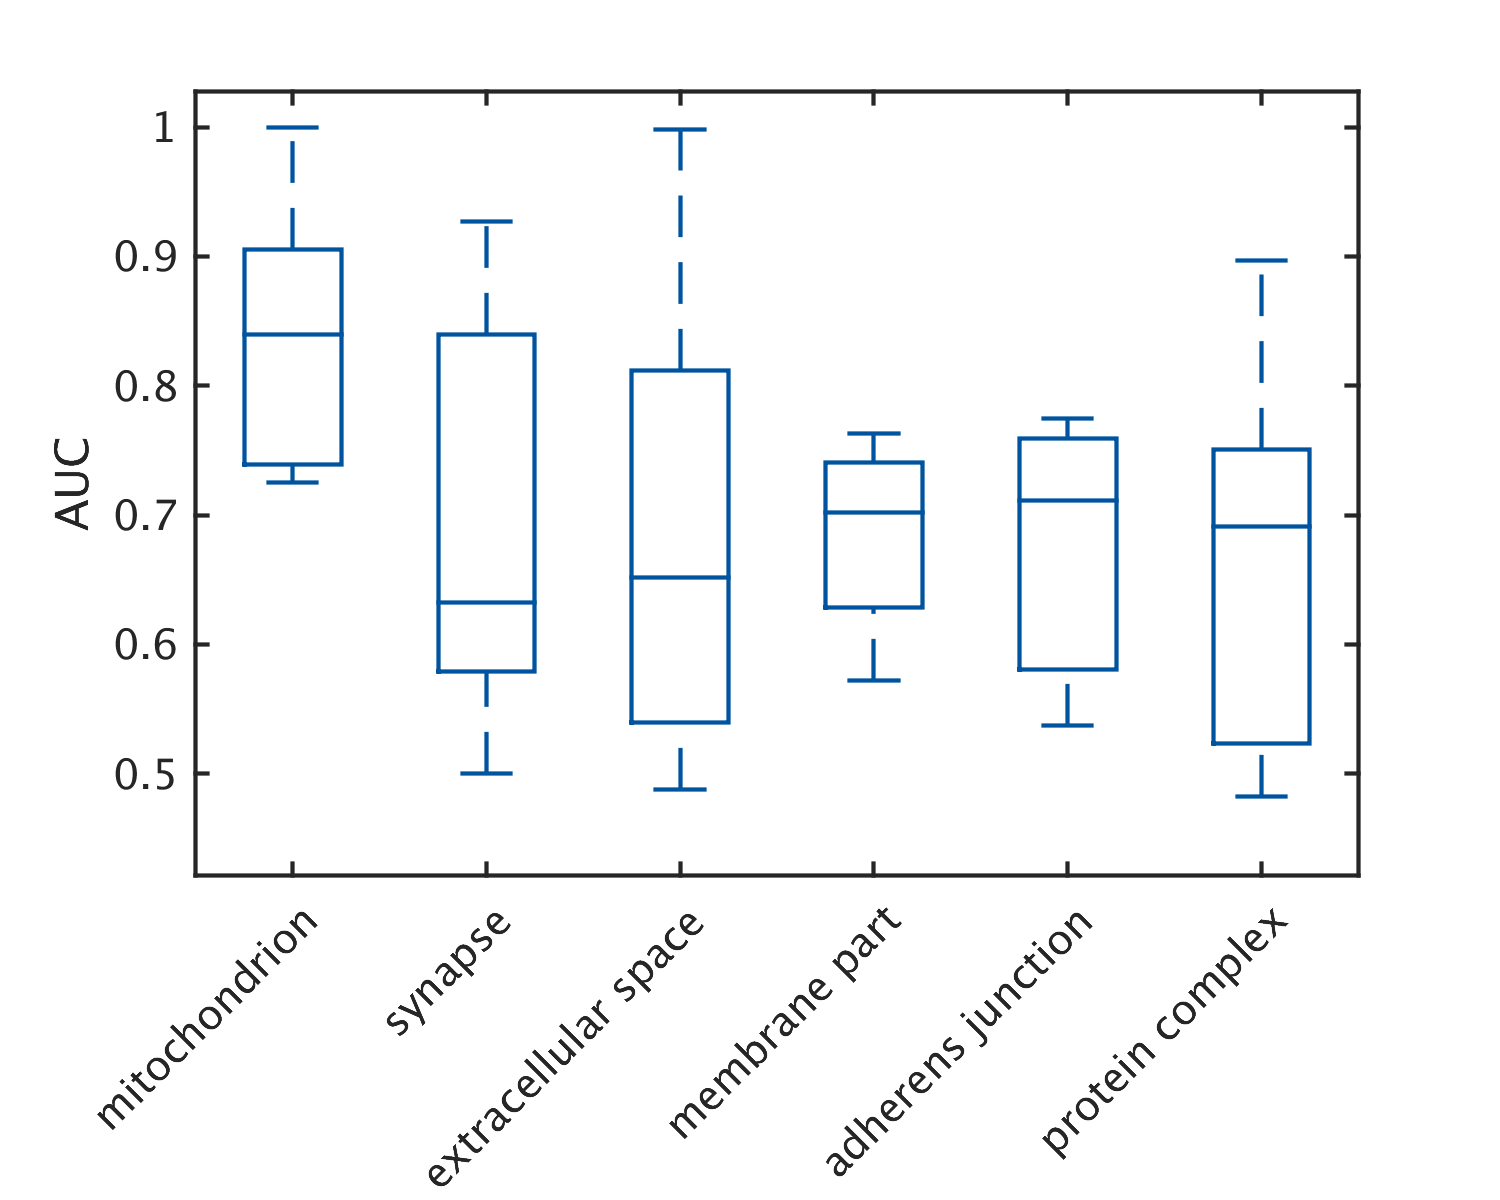 AUC
1
0.9
0.8
0.7
0.6
0.5
mitochondrion
synapse
extracellular space
membrane part
adherens junction
protein complex